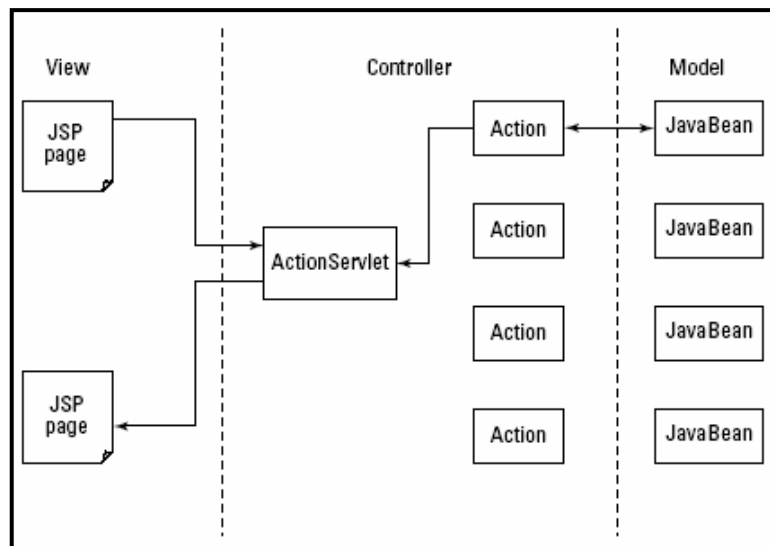 View
Controller
Model
JSP
page
Action
JavaBean
ActionServlet
Action
JavaBean
Action
JavaBean
JSP
page
Action
JavaBean